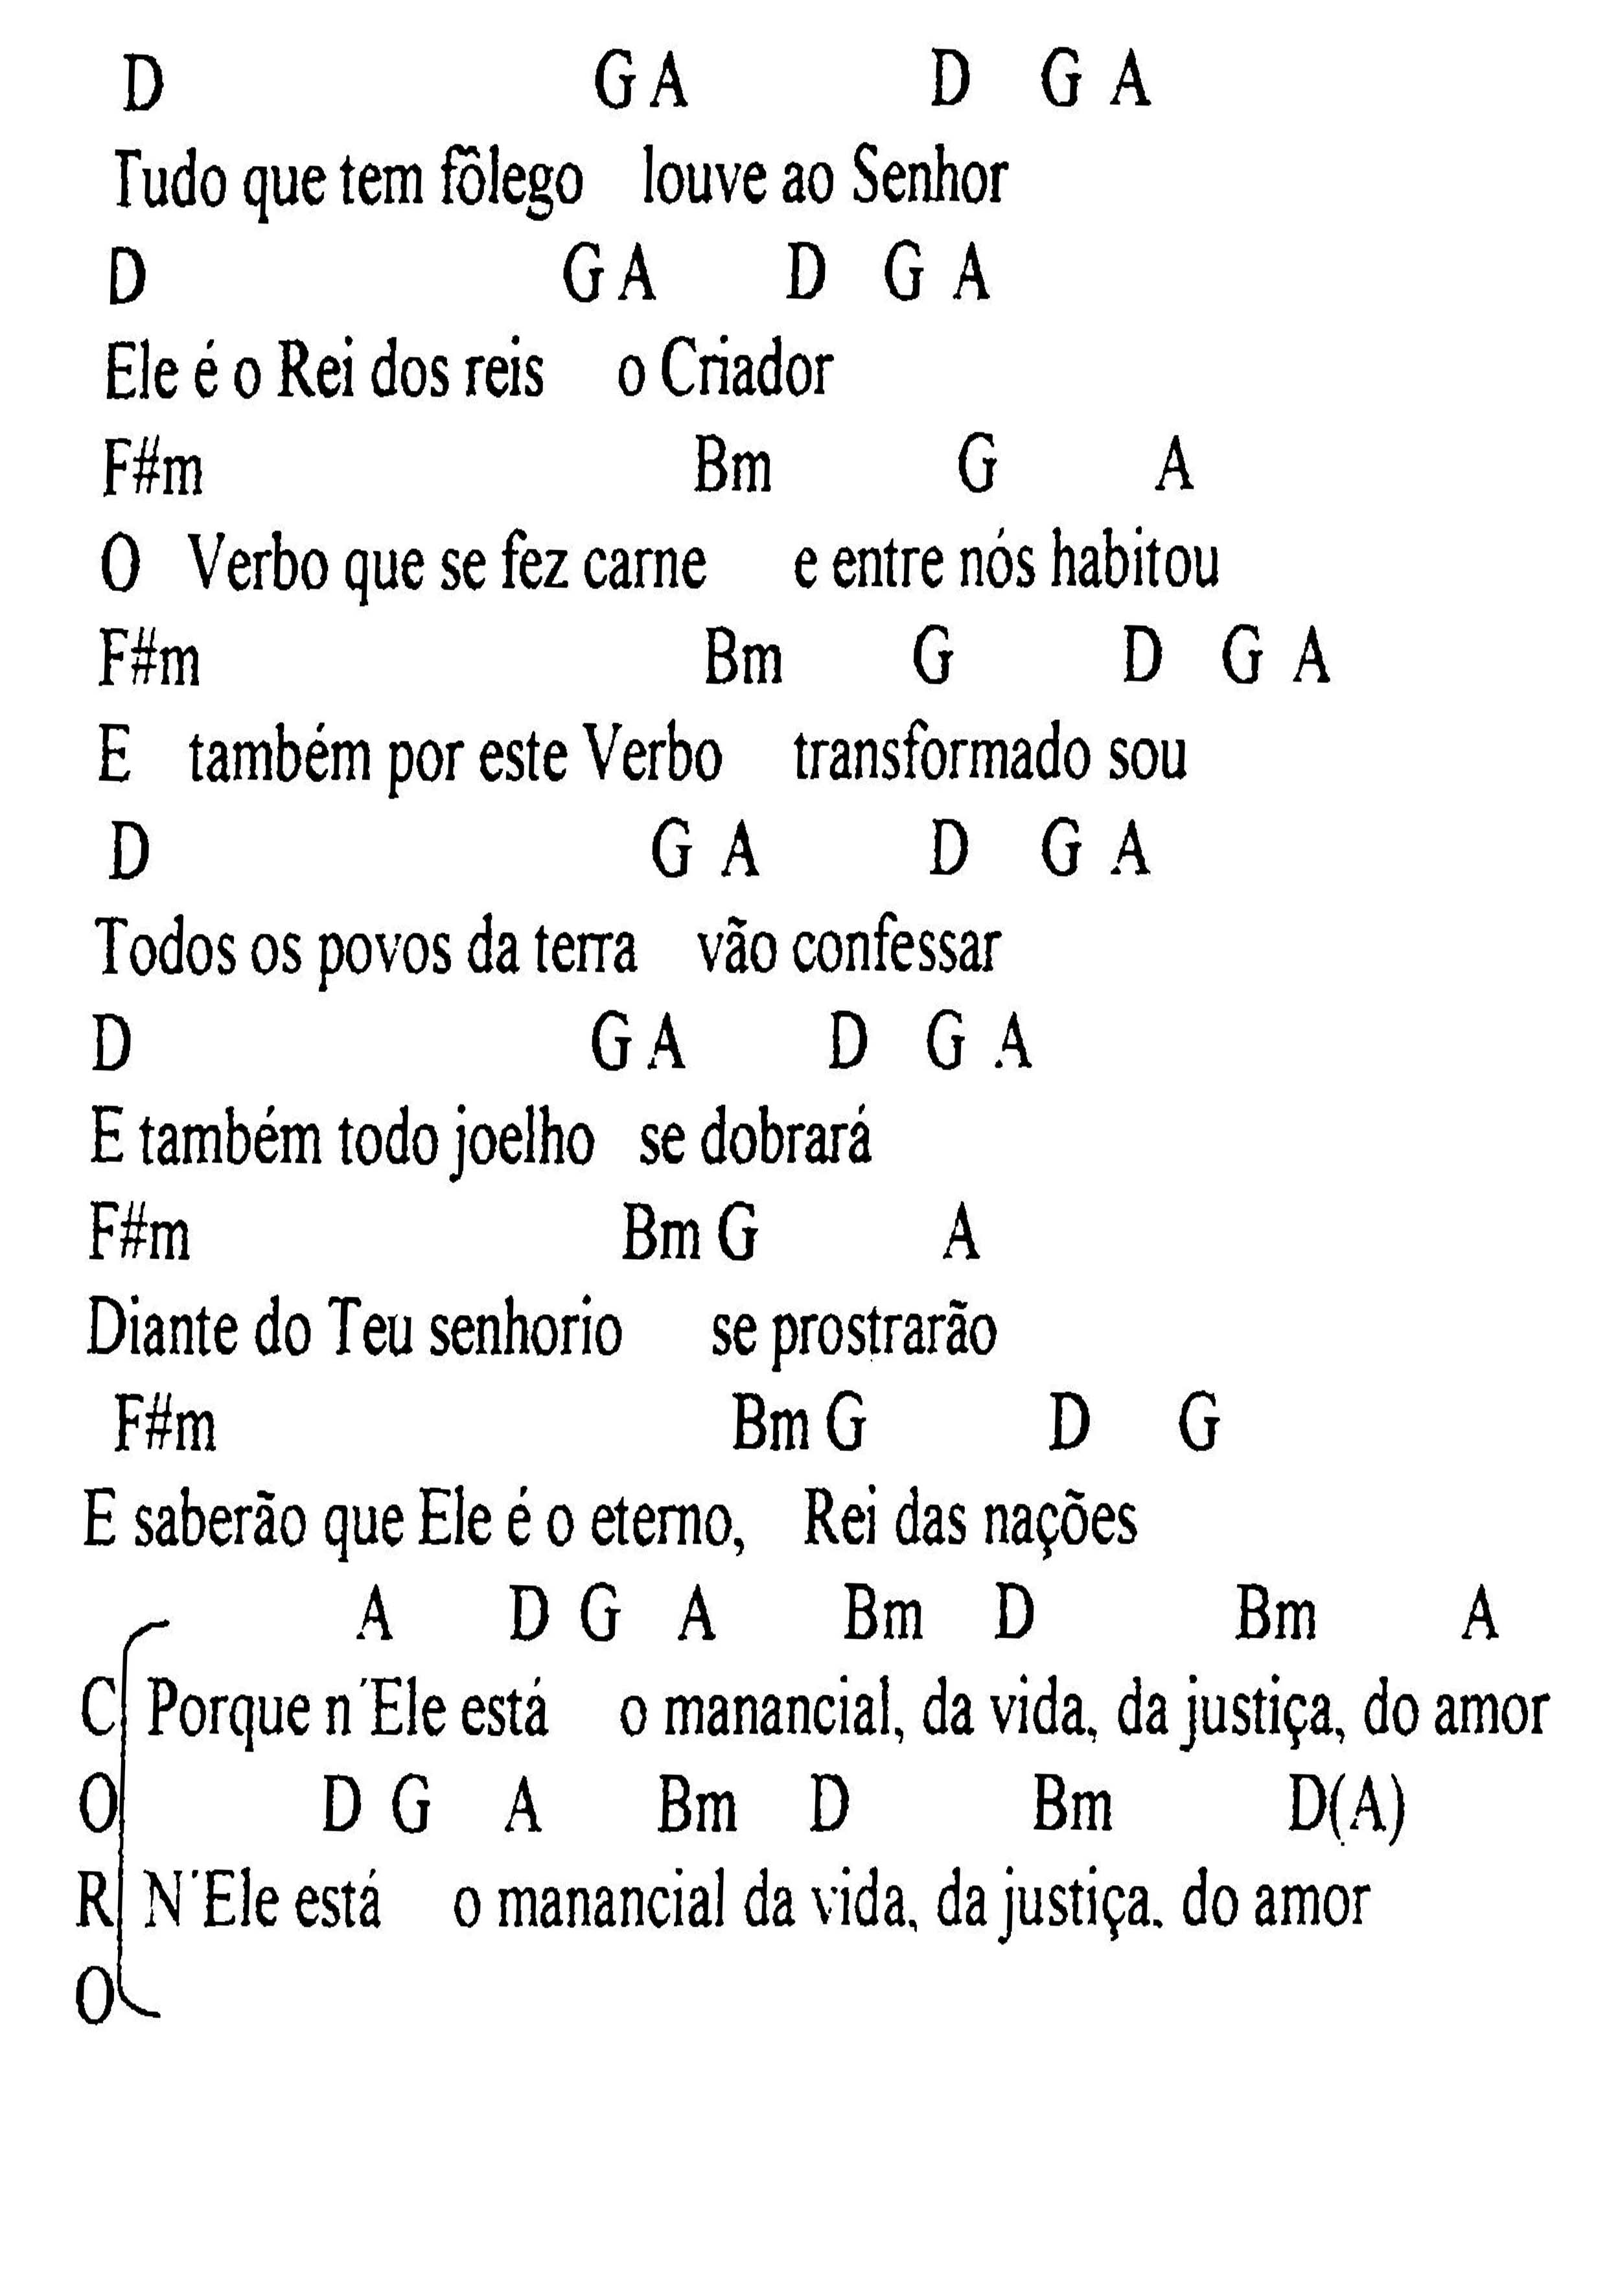 D GA D G A
Tudo que tem fôlego louve ao Senhor
D GA D G A
Ele é o Rei dos reis o Criador
F#m Bm G A
O Verbo que se fez carne e entre nós habitou
F#m Bm G D G A
E também por este Verbo transformado sou
D G A D G A
Todos os povos da terra vão confessar
D GA D G A
E também todo joelho se dobrará
F#m Bm G A
Diante do Teu senhorio se prostrarão
F#m Bm G D G
E saberão que Ele é o eterno, Rei das nações
A D G A Bm D Bm A
C Porque n´Ele está o manancial, da vida, da justiça, do amor
O D G A Bm D Bm D(A)
R N´Ele está o manancial da vida, da justiça. do amor
O